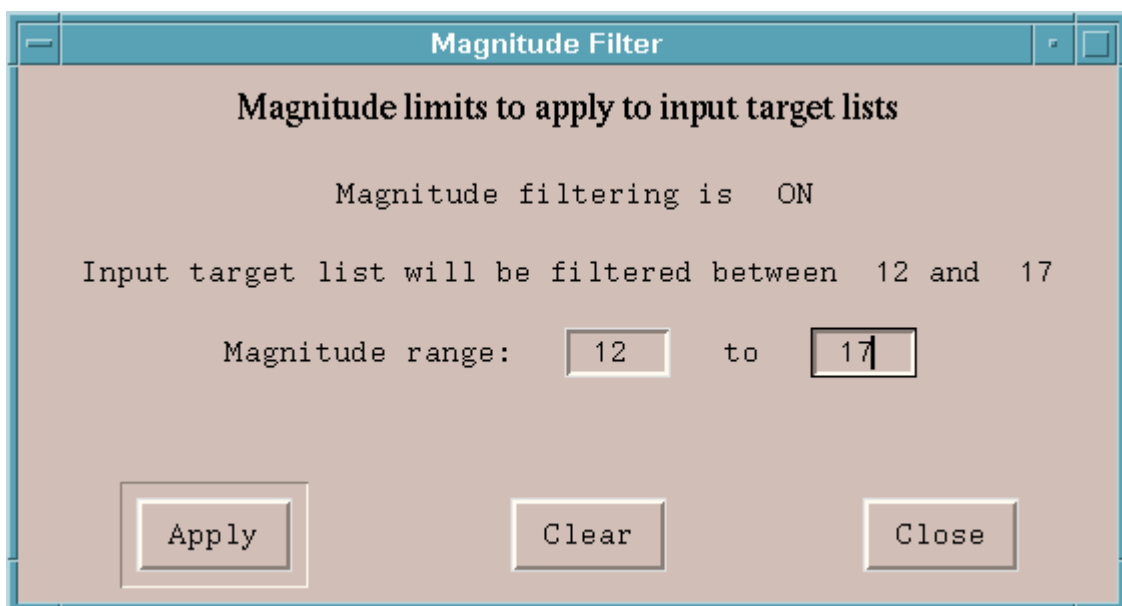 Magnitude Filter
Magnitude limits to apply to input target lists
Magnitude filtering is ON
Input target list will be filtered between 12 and 17
Magnitude range: 12 to 17
Apply Clear Close